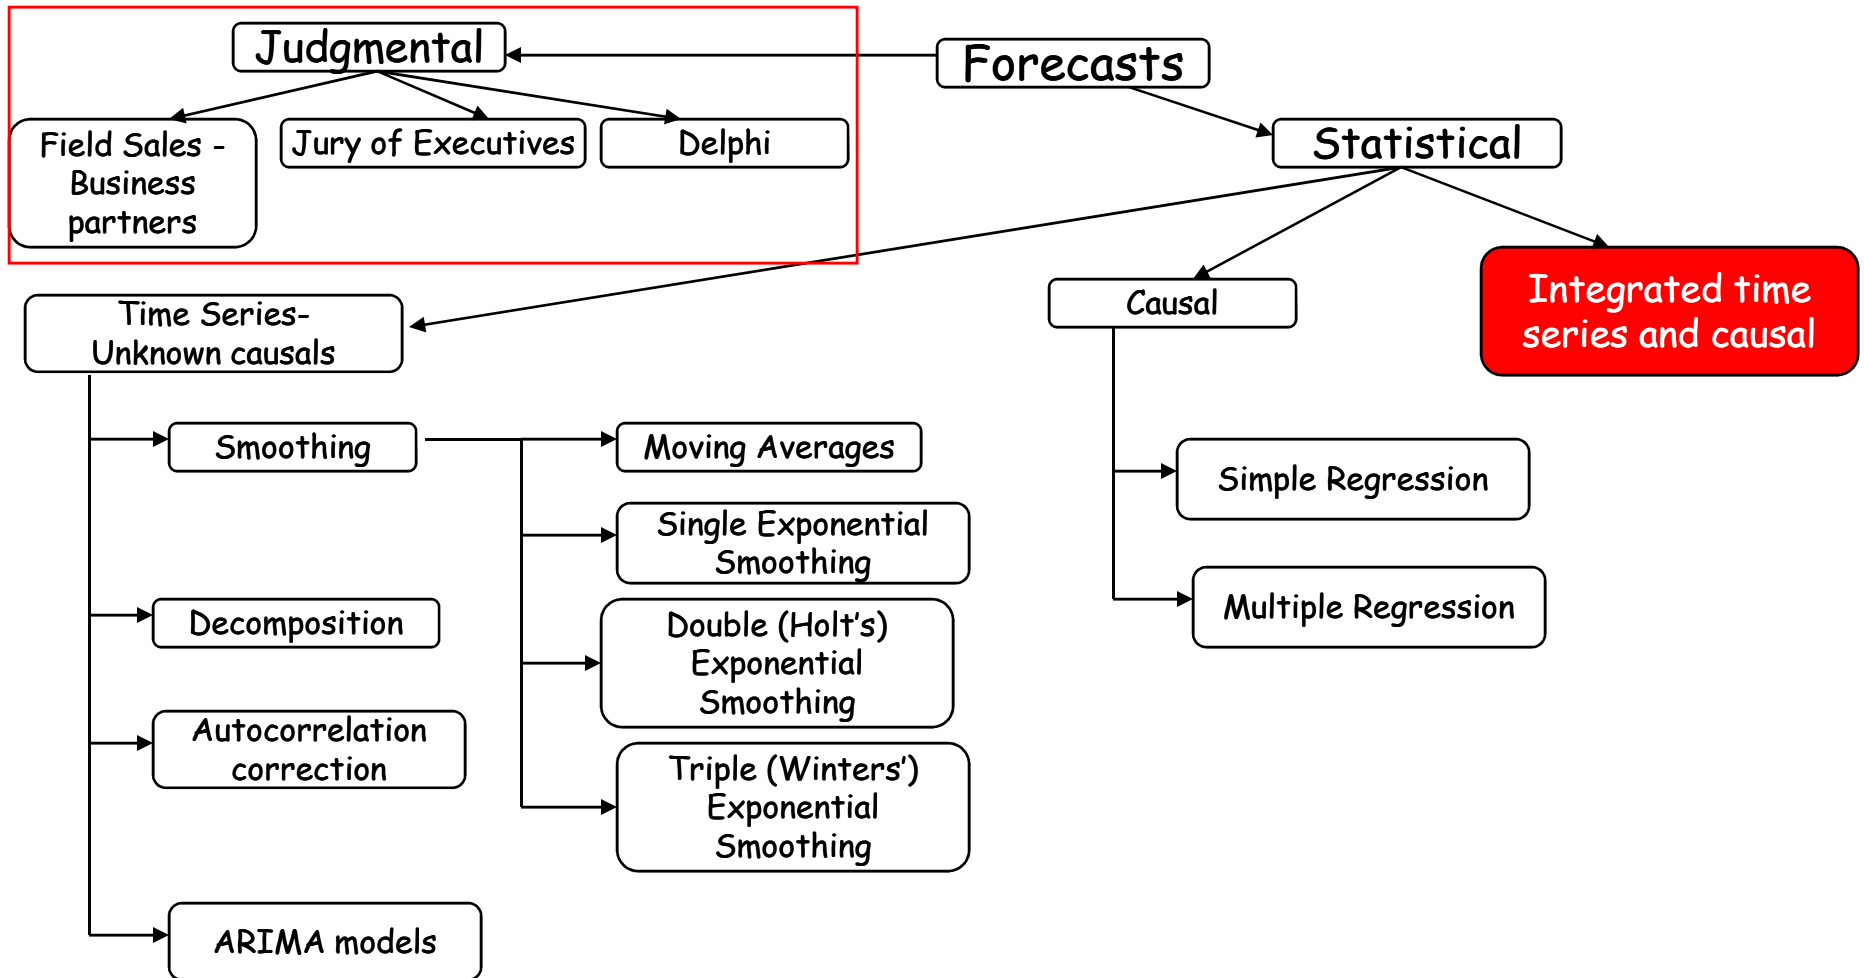 Judgmental
Forecasts
Field Sales -
Business
partners
Jury of Executives
Delphi
Statistical
Time Series-
Unknown causals
Causal
Integrated time
series and causal
Smoothing
Moving Averages
Single Exponential
Smoothing
Double (Holt’s)
Exponential
Smoothing
Triple (Winters’)
Exponential
Smoothing
Decomposition
Autocorrelation
correction
ARIMA models
Simple Regression
Multiple Regression